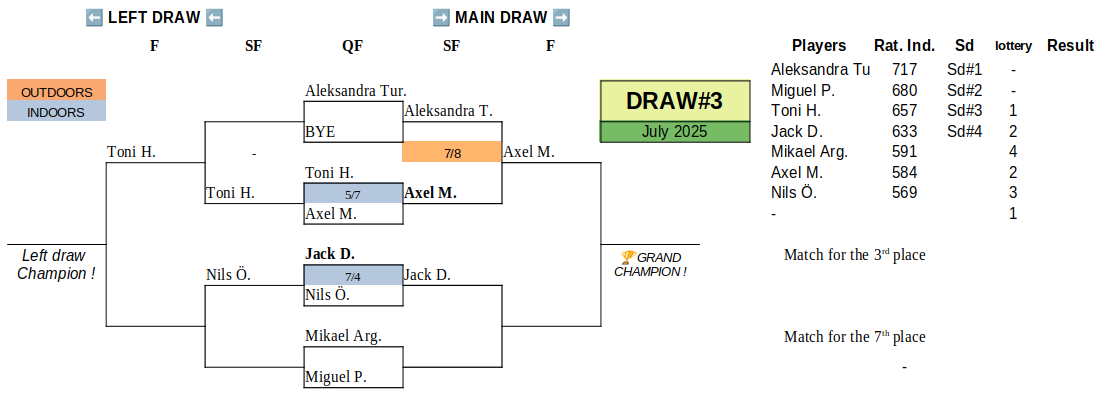 ⬅ LEFT DRAW ⬅ ➡ MAIN DRAW ➡
F SF QF SF F Players Rat. Ind. Sd lottery Result
Aleksandra Tu 717 Sd#1 -
OUTDOORS Aleksandra Tur. Miguel P. 680 Sd#2 -
INDOORS Aleksandra T. DRAW#3 Toni H. 657 Sd#3 1
BYE July 2025 Jack D. 633 Sd#4 2
Toni H. - 7/8 Axel M. Mikael Arg. 591 4
Toni H. Axel M. 584 2
Toni H. 5/7 Axel M. Nils Ö. 569 3
Axel M. - 1
Left draw Jack D. 🏆GRAND Match for the 3rd place
Champion ! Nils Ö. 7/4 Jack D. CHAMPION !
Nils Ö.
Mikael Arg. Match for the 7th place
Miguel P. -